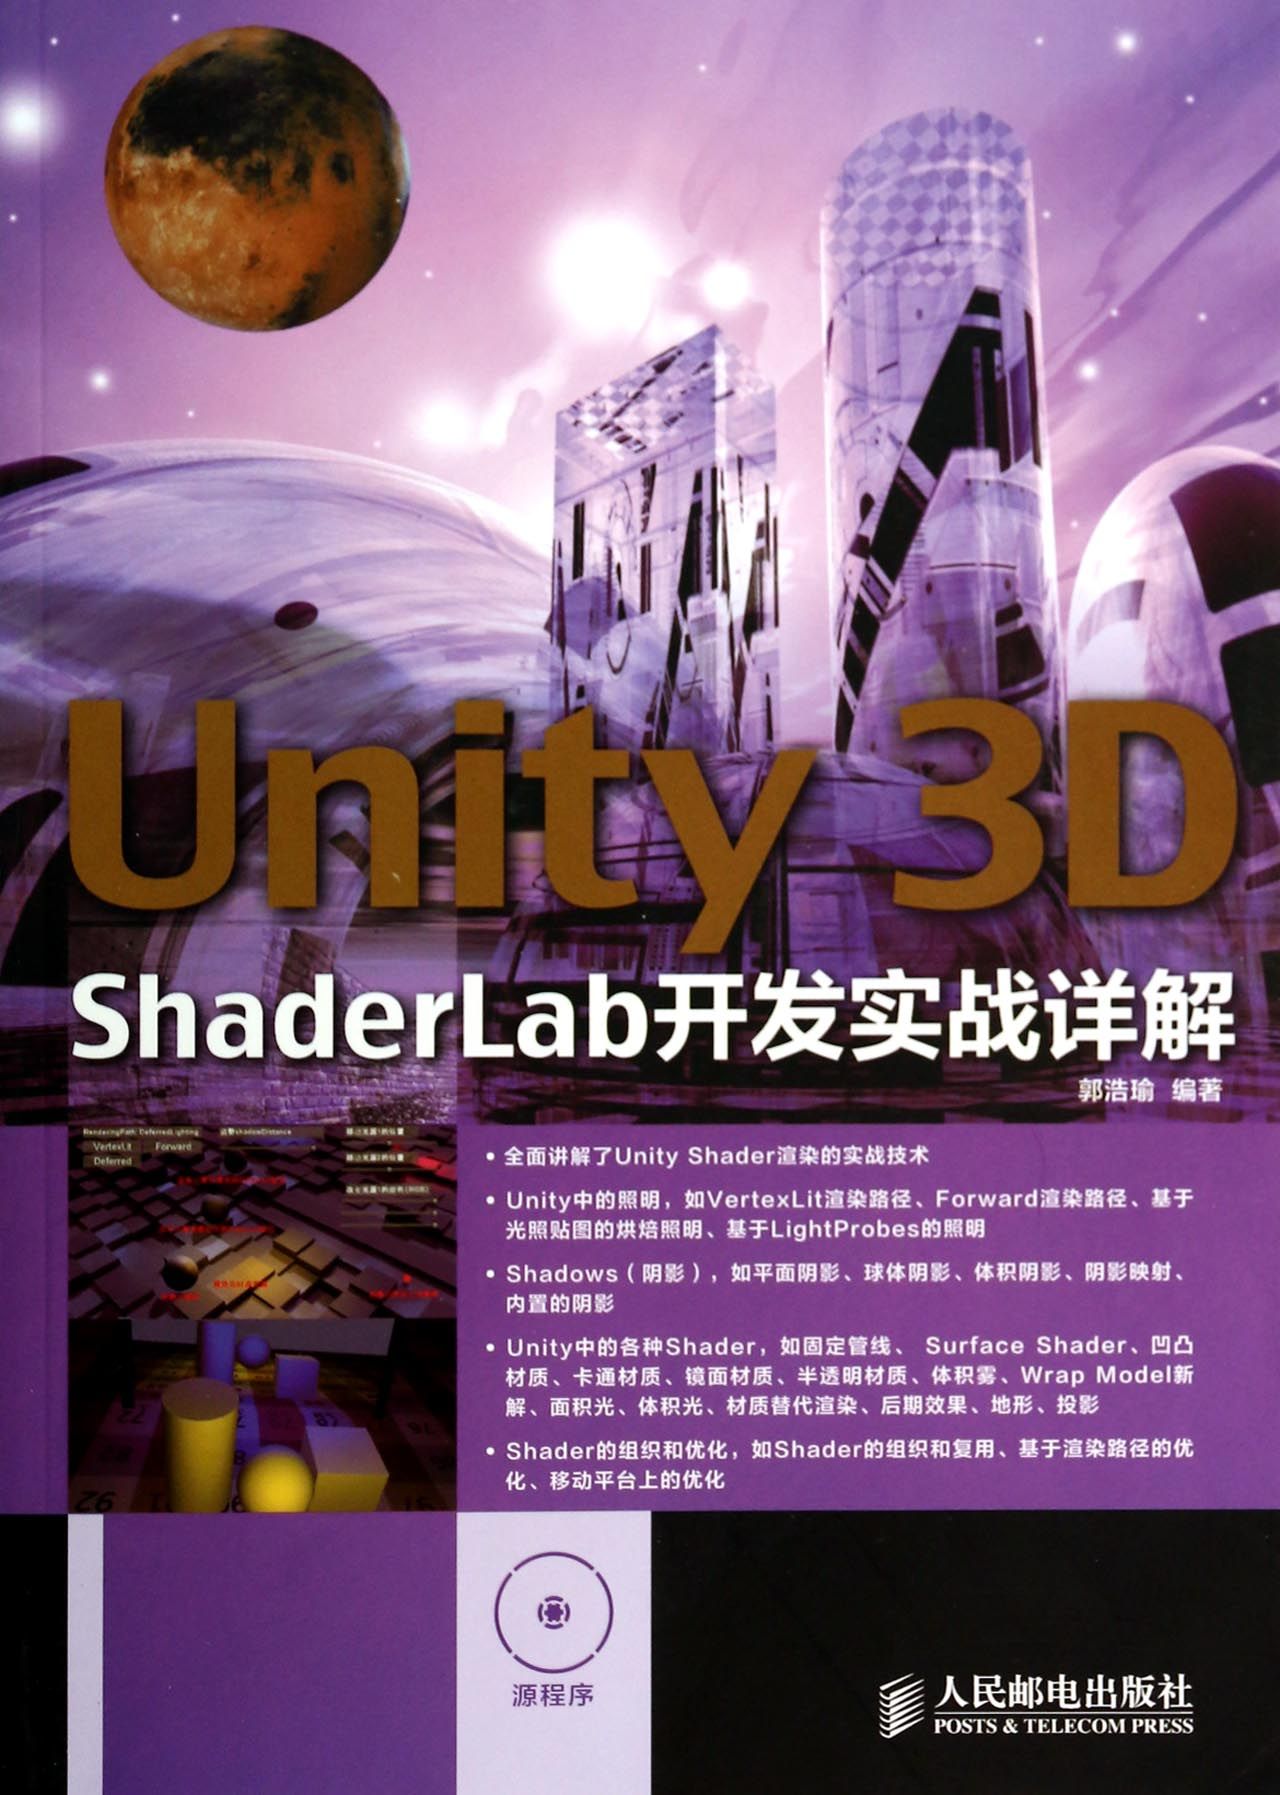 Unity 3D
ShaderLab开发实战详解
郭浩瑜 编著
RenderingPath: DeferredLighting
VertexLit Forward
Deferred
• 全面讲解了Unity Shader渲染的实战技术
• Unity中的照明，如VertexLit渲染路径、Forward渲染路径、基于
光照贴图的烘焙照明、基于LightProbes的照明
• Shadows（阴影），如平面阴影、球体阴影、体积阴影、阴影映射、
内置的阴影
• Unity中的各种Shader，如固定管线、 Surface Shader、凹凸
材质、卡通材质、镜面材质、半透明材质、体积雾、Wrap Model新
解、面积光、体积光、材质替代渲染、后期效果、地形、投影
• Shader的组织和优化，如Shader的组织和复用、基于渲染路径的优
化、移动平台上的优化
源程序
人民邮电出版社
POSTS & TELECOM PRESS